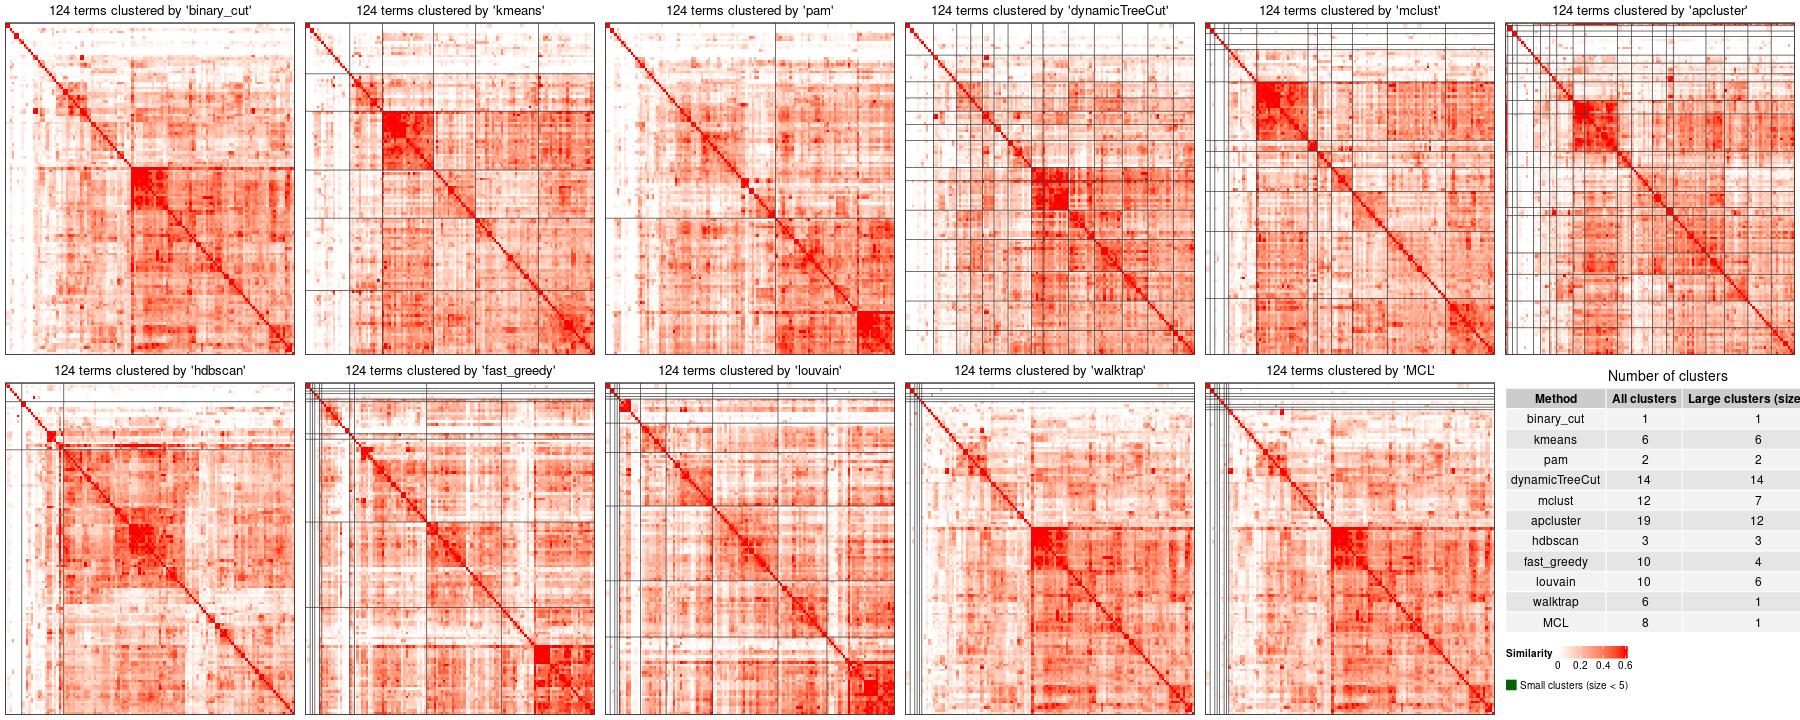 124 terms clustered by 'binary_cut'
124 terms clustered by 'kmeans'
124 terms clustered by 'pam'
124 terms clustered by 'dynamicTreeCut'
124 terms clustered by 'mclust'
124 terms clustered by 'apcluster'
124 terms clustered by 'hdbscan'
124 terms clustered by 'fast_greedy'
124 terms clustered by 'louvain'
124 terms clustered by 'walktrap'
124 terms clustered by 'MCL'
Number of clusters
Method All clusters Large clusters (size
binary_cut 1 1
kmeans 6 6
pam 2 2
dynamicTreeCut 14 14
mclust 12 7
apcluster 19 12
hdbscan 3 3
fast_greedy 10 4
louvain 10 6
walktrap 6 1
MCL 8 1
Similarity
0 0.2 0.4 0.6
Small clusters (size < 5)